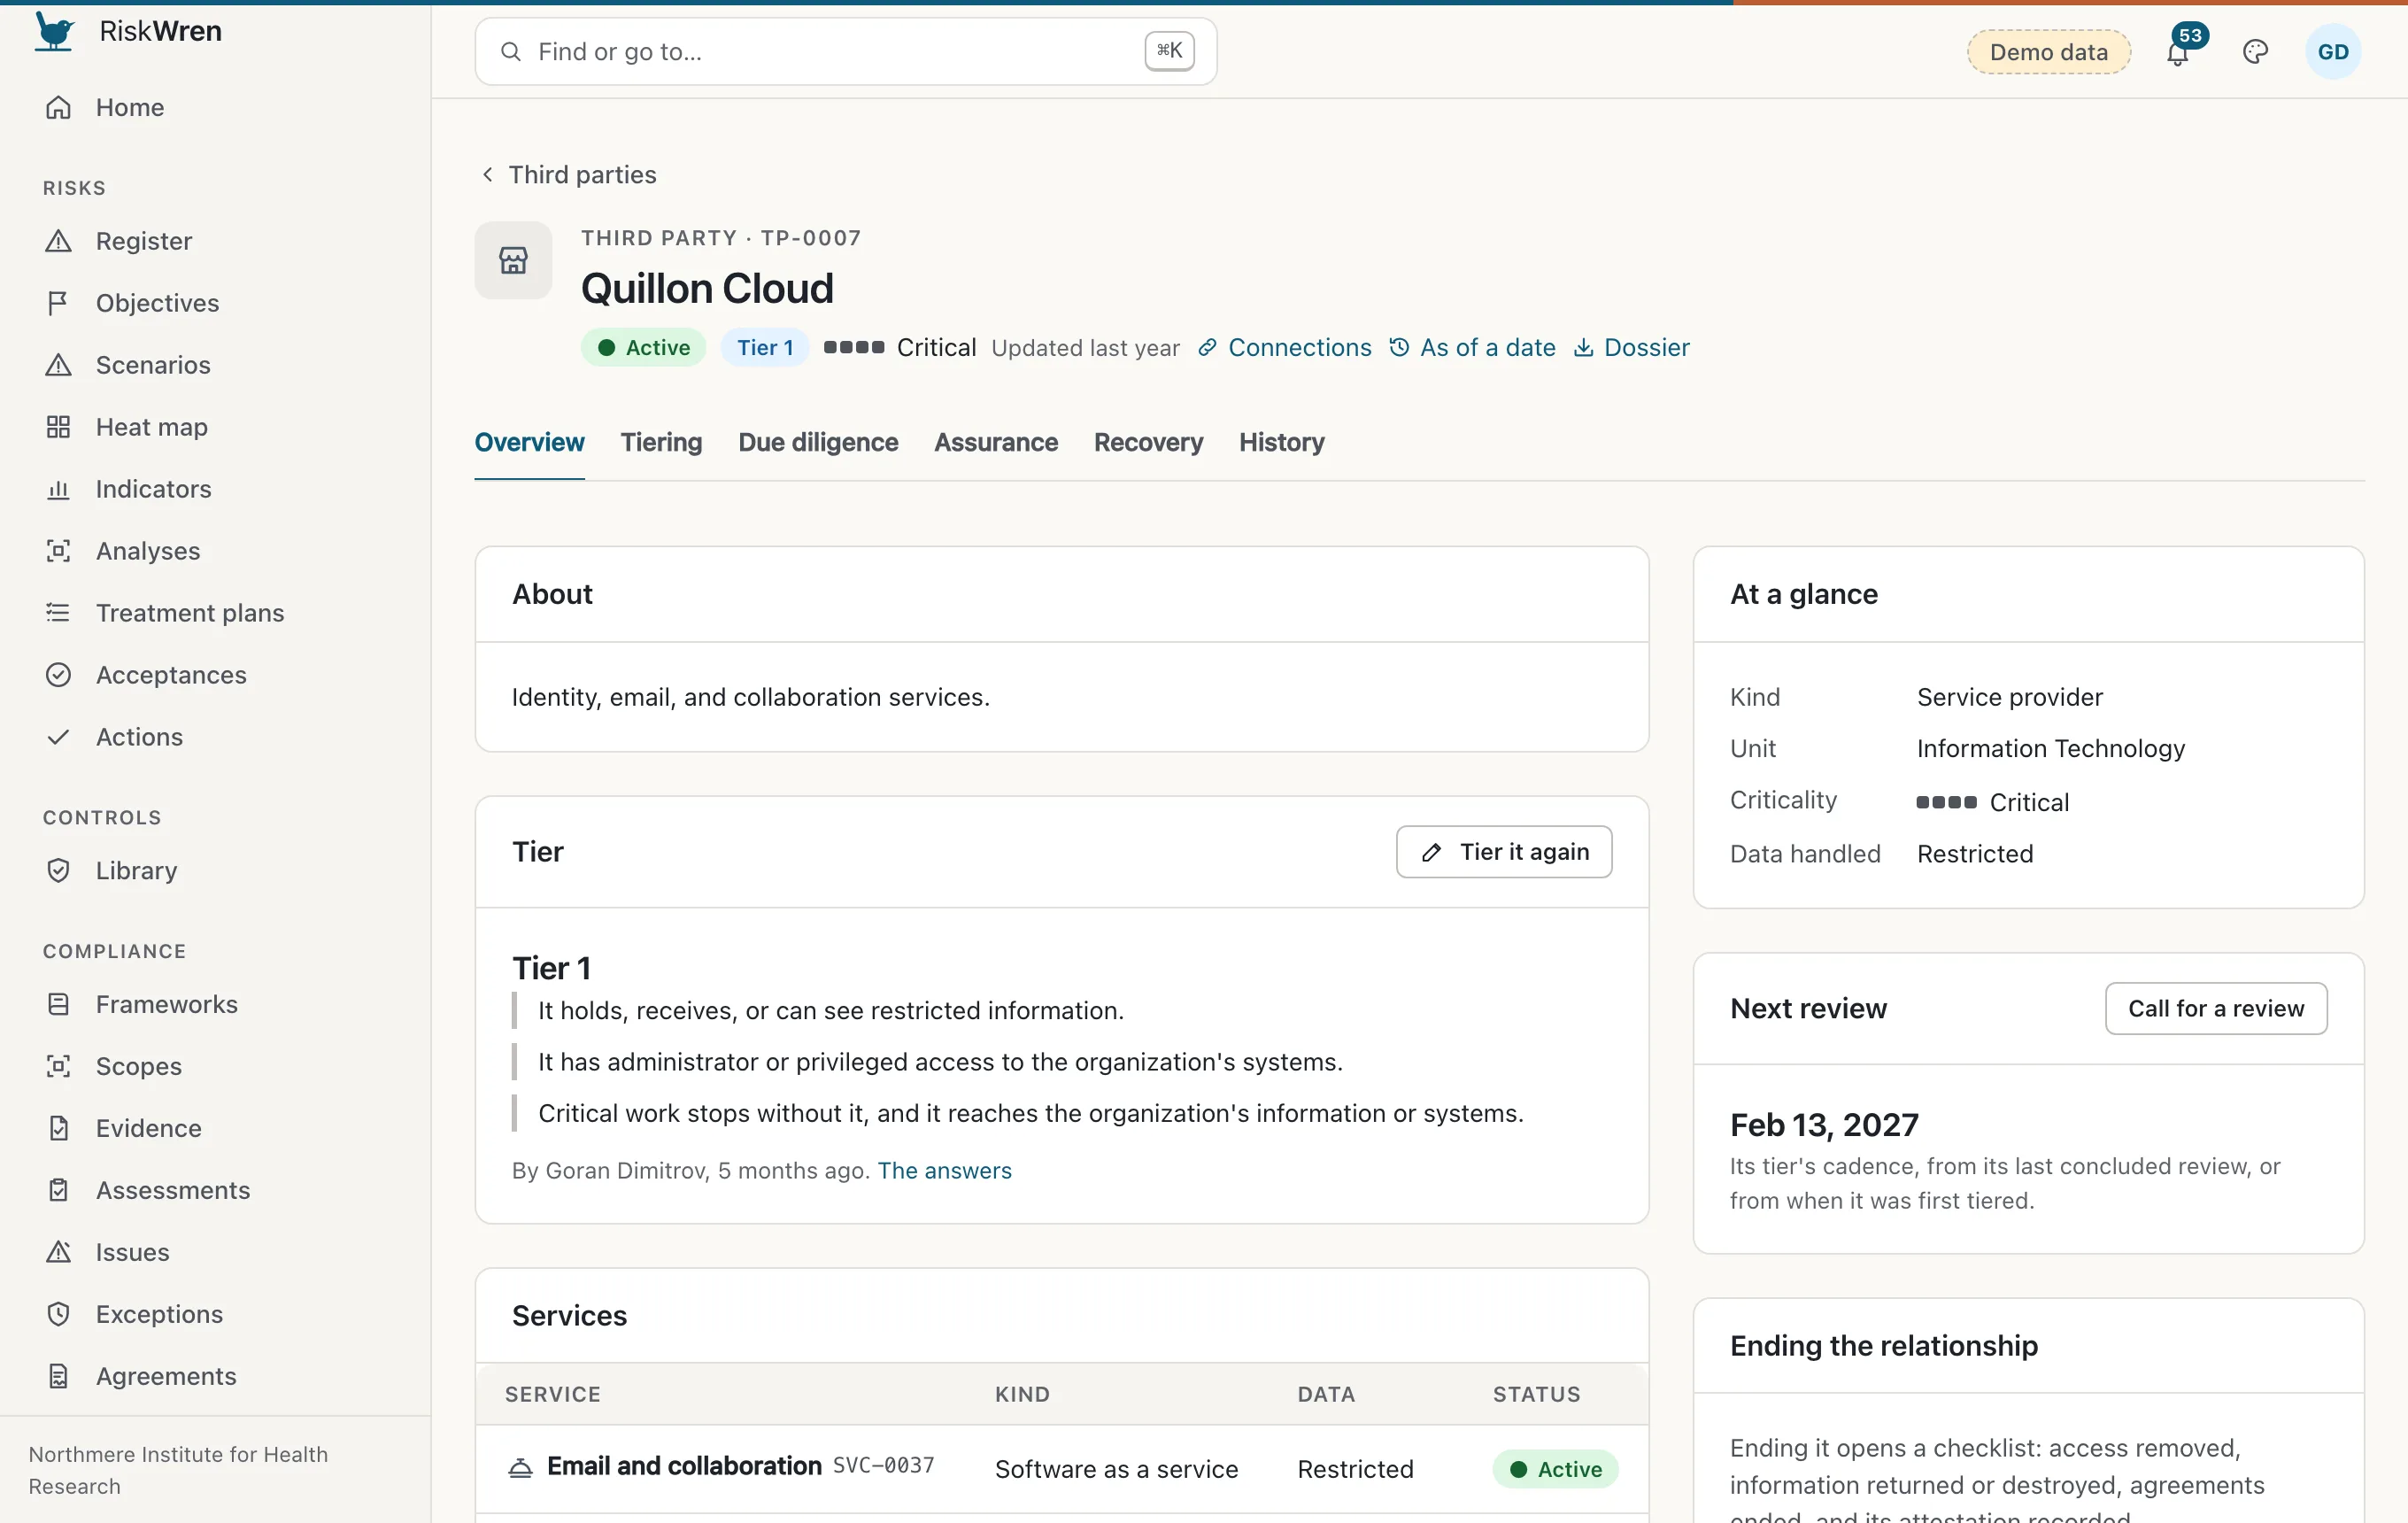 RiskWren
Find or go to...
⌘K
Demo data
53
GD
Home
RISKS
Register
Objectives
Scenarios
Heat map
Indicators
Analyses
Treatment plans
Acceptances
Actions
CONTROLS
Library
COMPLIANCE
Frameworks
Scopes
Evidence
Assessments
Issues
Exceptions
Agreements
Northmere Institute for Health
Research
Third parties
THIRD PARTY · TP-0007
Quillon Cloud
Active Tier 1 Critical Updated last year Connections As of a date Dossier
Overview Tiering Due diligence Assurance Recovery History
About
Identity, email, and collaboration services.
Tier
Tier it again
Tier 1
It holds, receives, or can see restricted information.
It has administrator or privileged access to the organization's systems.
Critical work stops without it, and it reaches the organization's information or systems.
By Goran Dimitrov, 5 months ago. The answers
Services
SERVICE KIND DATA STATUS
Email and collaboration SVC-0037 Software as a service Restricted Active
At a glance
Kind Service provider
Unit Information Technology
Criticality Critical
Data handled Restricted
Next review
Call for a review
Feb 13, 2027
Its tier's cadence, from its last concluded review, or
from when it was first tiered.
Ending the relationship
Ending it opens a checklist: access removed,
information returned or destroyed, agreements
ended, and its attestation recorded.